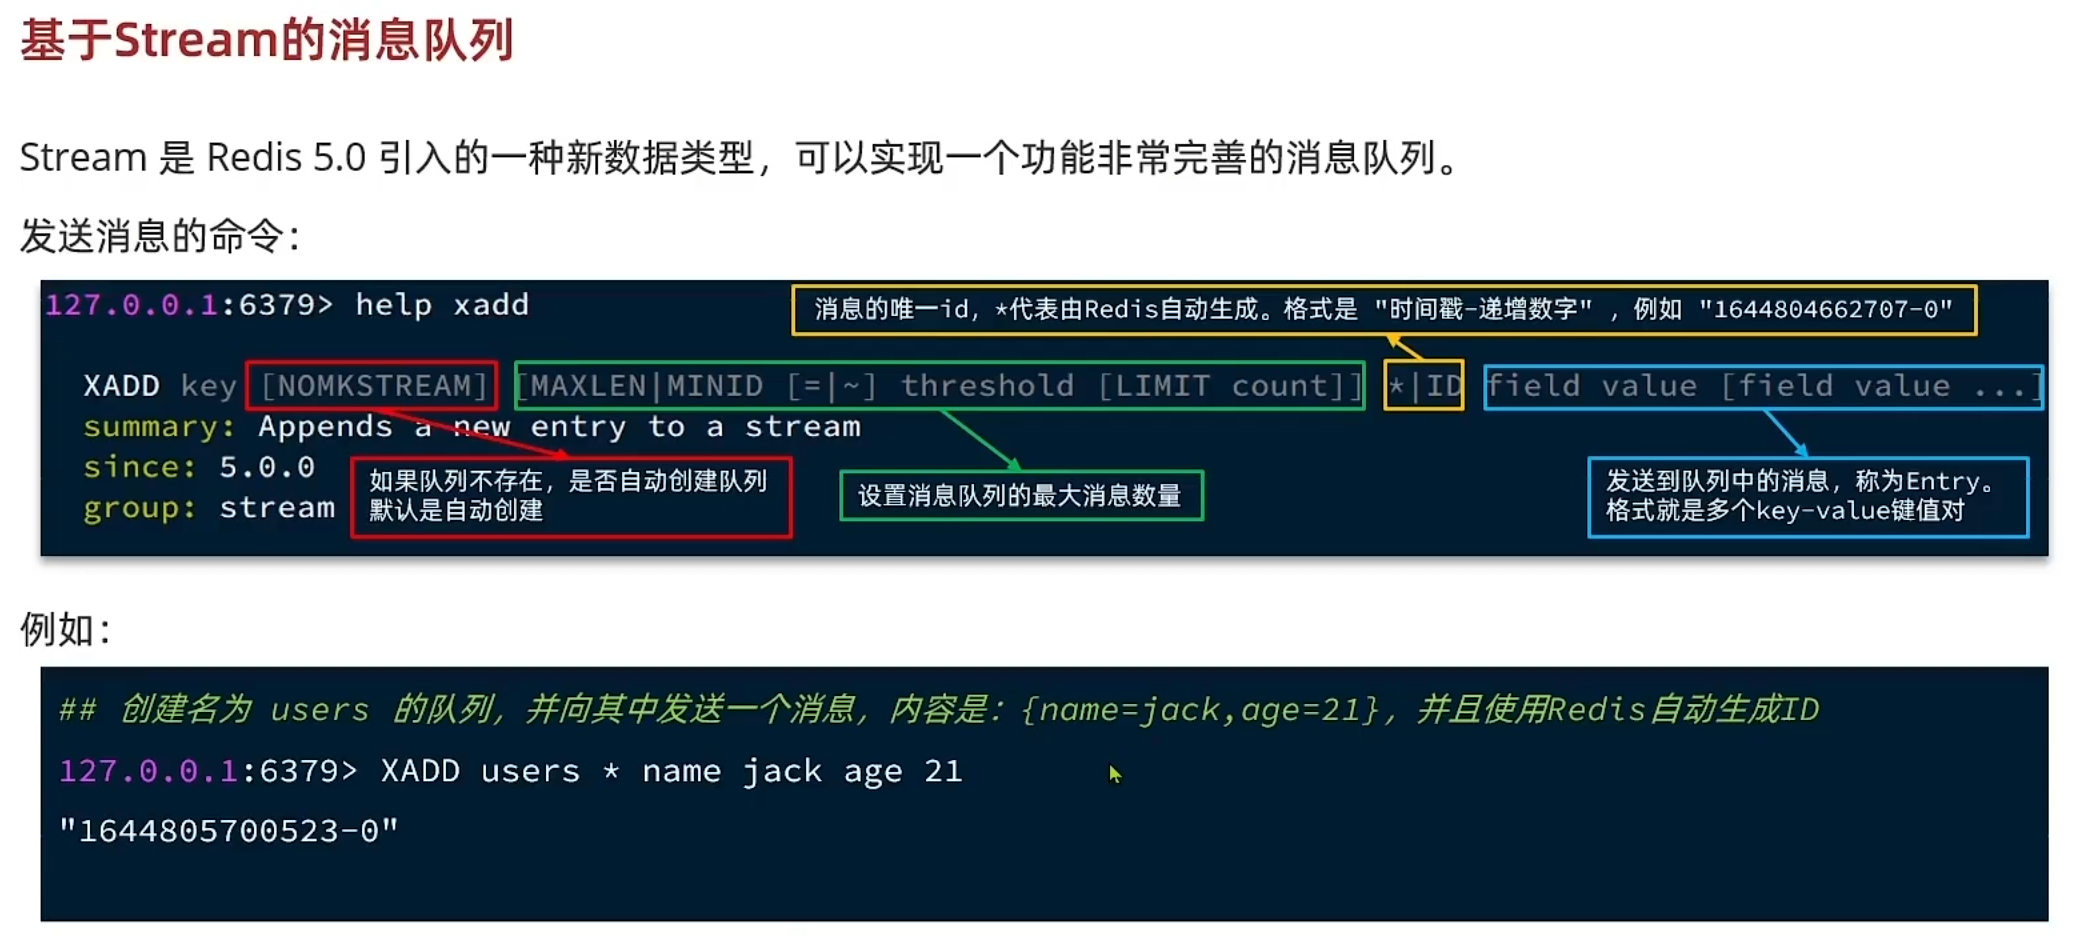 基于Stream的消息队列
Stream 是 Redis 5.0 引入的一种新数据类型，可以实现一个功能非常完善的消息队列。
发送消息的命令：
127.0.0.1:6379> help xadd
消息的唯一id，*代表由Redis自动生成。格式是 "时间戳-递增数字" ，例如 "1644804662707-0"
XADD key [NOMKSTREAM] [MAXLEN|MINID [=|~] threshold [LIMIT count]] *|ID field value [field value ...]
summary: Appends a new entry to a stream
since: 5.0.0
group: stream
如果队列不存在，是否自动创建队列
默认是自动创建
设置消息队列的最大消息数量
发送到队列中的消息，称为Entry。
格式就是多个key-value键值对
例如：
## 创建名为 users 的队列，并向其中发送一个消息，内容是：{name=jack,age=21}，并且使用Redis自动生成ID
127.0.0.1:6379> XADD users * name jack age 21
"1644805700523-0"